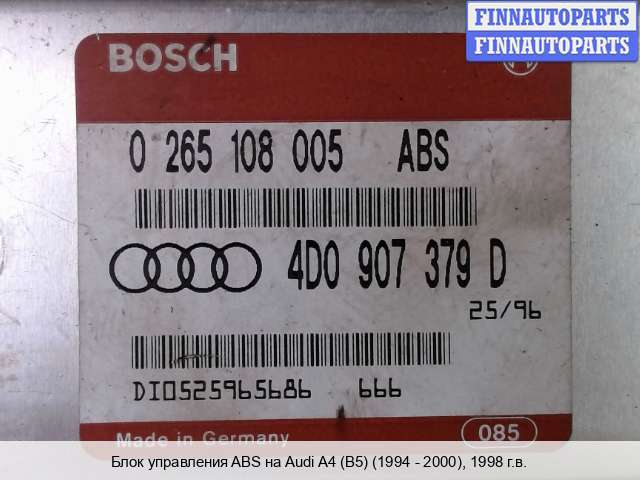 FINNAUTOPARTS
FINNAUTOPARTS
BOSCH
0 265 108 005 ABS
4D0 907 379 D
25/96
DI0525965686 666
Made in Germany 085
Блок управления ABS на Audi A4 (B5) (1994 - 2000), 1998 г.в.